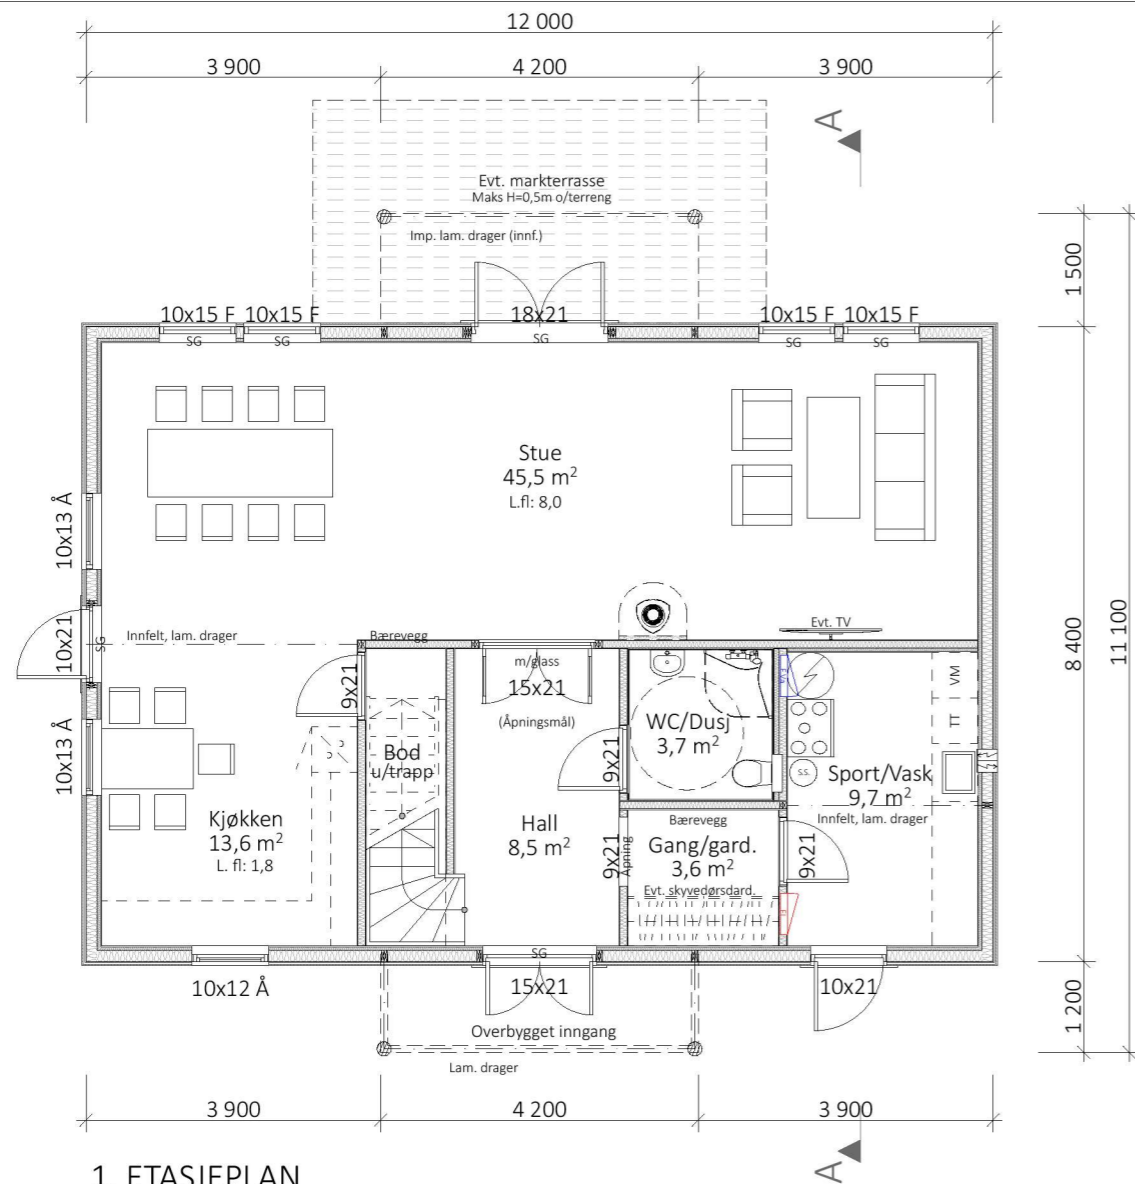 12 000
3 900
4 200
3 900
A
Evt. markterrasse
Maks H=0,5m o/terreng
Imp. lam. drager (innf.)
1 500
10x15 F
10x15 F
18x21
10x15 F
10x15 F
SG
SG
SG
SG
SG
Stue
45,5 m²
L.fl: 8,0
10x13 Å
10x21
SG
Innfelt, lam. drager
Bærevegg
Evt. TV
8 400
11 100
9x21
m/glass
15x21
(Åpningsmål)
VM
TT
WC/Dusj
3,7 m²
9x21
10x13 Å
Bod
u/trapp
S.S.
Sport/Vask
9,7 m²
Innfelt, lam. drager
Kjøkken
13,6 m²
L. fl: 1,8
Hall
8,5 m²
9x21
Åpning
Bærevegg
Gang/gard.
3,6 m²
Evt. skyvedørsdard.
9x21
SG
10x12 Å
15x21
10x21
Overbygget inngang
Lam. drager
1 200
3 900
4 200
3 900
A
1. ETASJEPLAN